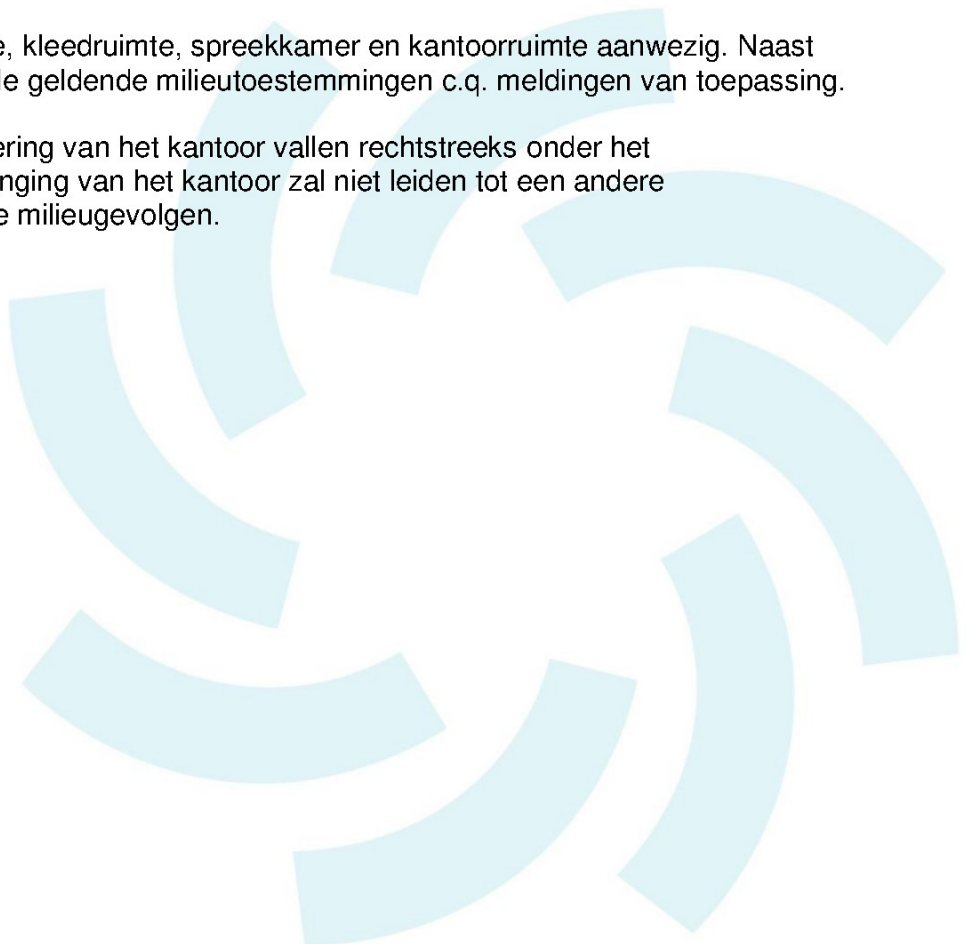 e, kleedruimte, spreekkamer en kantoorruimte aanwezig. Naast
le geldende milieutoestemmingen c.q. meldingen van toepassing.
ering van het kantoor vallen rechtstreeks onder het
nging van het kantoor zal niet leiden tot een andere
e milieugevolgen.